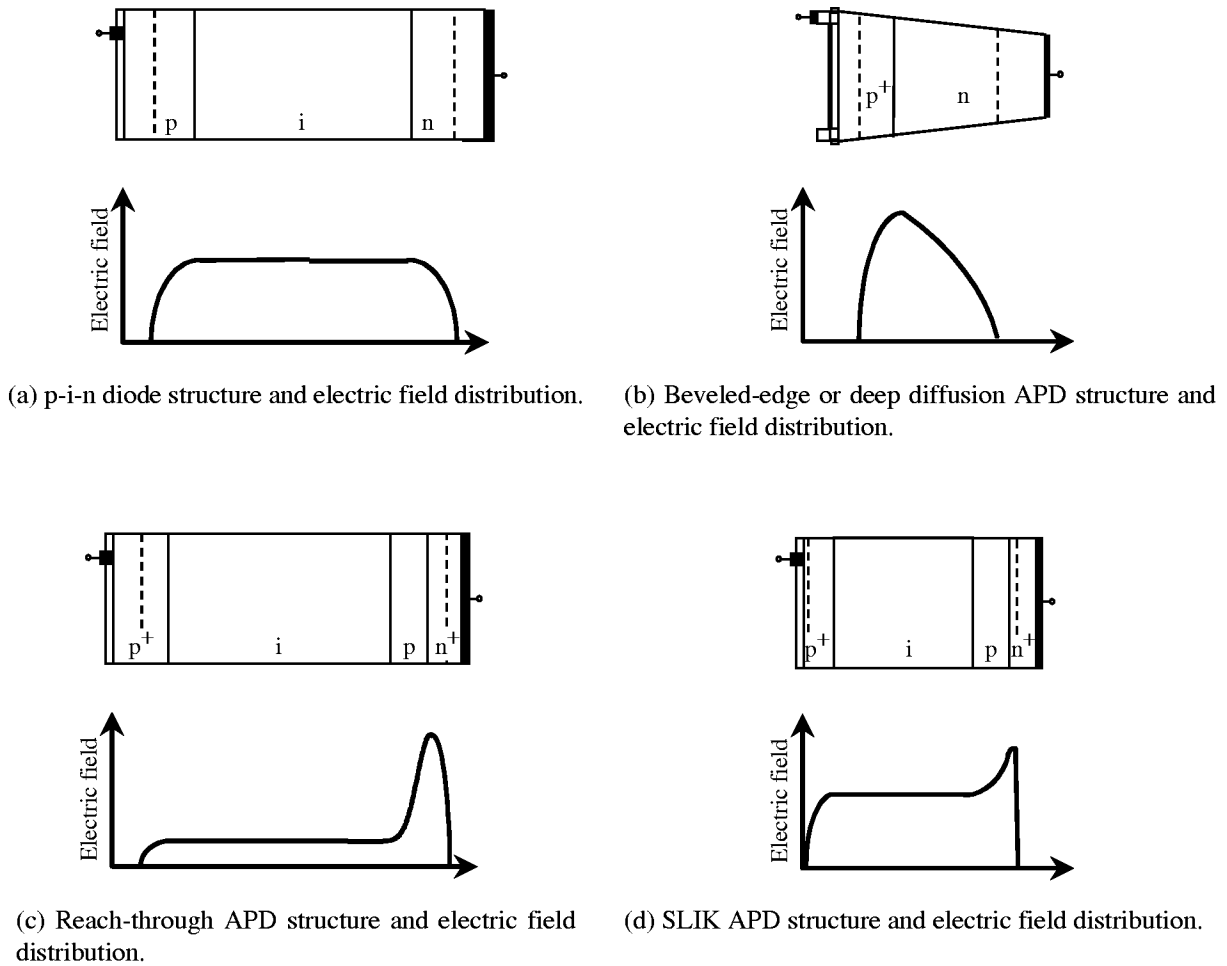 p
i
n
Electric field
(a) p-i-n diode structure and electric field distribution.
p+
n
Electric field
(b) Beveled-edge or deep diffusion APD structure and
electric field distribution.
p+
i
p
n+
Electric field
(c) Reach-through APD structure and electric field
distribution.
p+
i
p
n+
Electric field
(d) SLIK APD structure and electric field distribution.